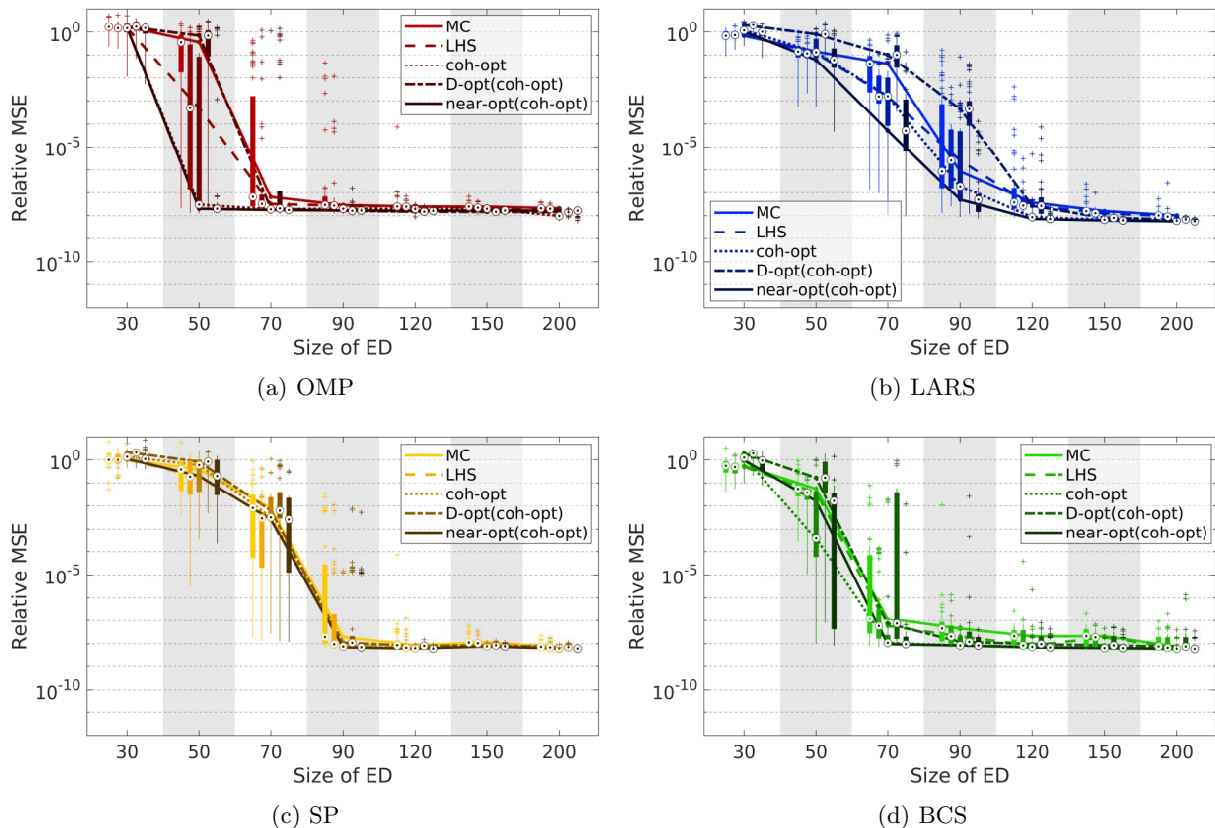 10^0
10^-5
10^-10
Relative MSE
MC
LHS
coh-opt
D-opt(coh-opt)
near-opt(coh-opt)
30 50 70 90 120 150 200
Size of ED
(a) OMP
10^0
10^-5
10^-10
Relative MSE
MC
LHS
coh-opt
D-opt(coh-opt)
near-opt(coh-opt)
30 50 70 90 120 150 200
Size of ED
(b) LARS
10^0
10^-5
10^-10
Relative MSE
MC
LHS
coh-opt
D-opt(coh-opt)
near-opt(coh-opt)
30 50 70 90 120 150 200
Size of ED
(c) SP
10^0
10^-5
10^-10
Relative MSE
MC
LHS
coh-opt
D-opt(coh-opt)
near-opt(coh-opt)
30 50 70 90 120 150 200
Size of ED
(d) BCS